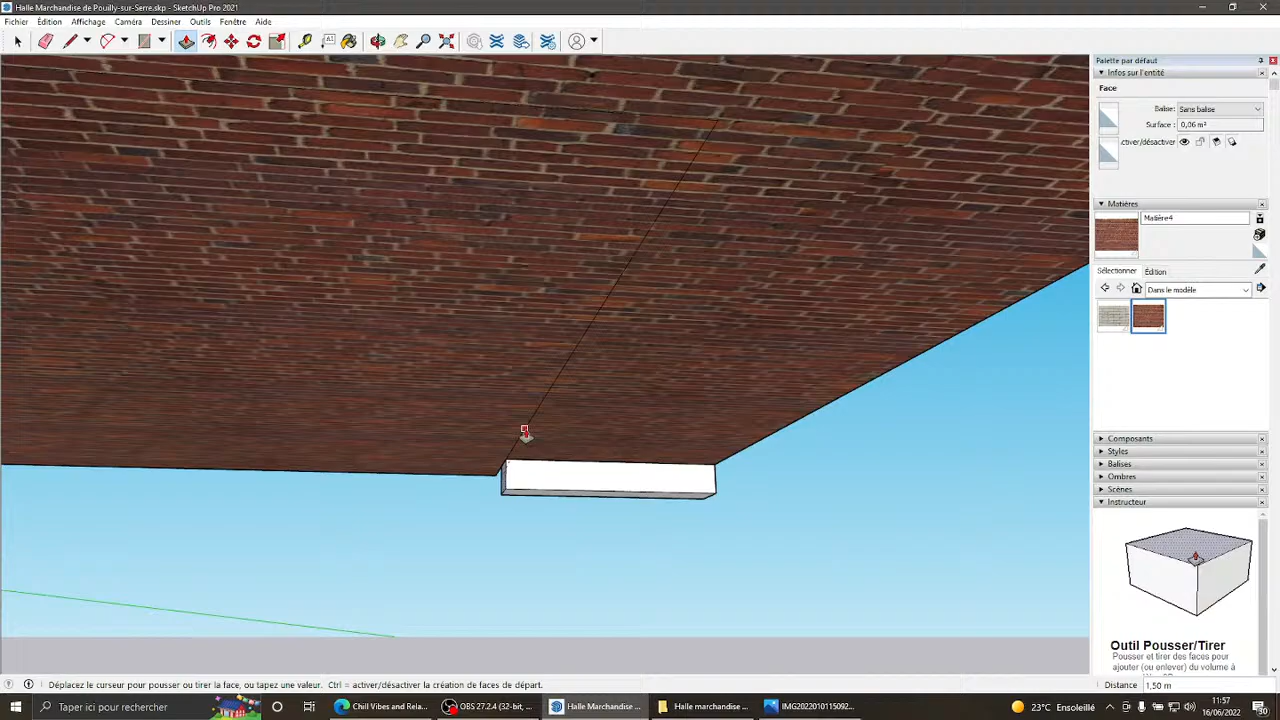 Halle Marchandise de Pouilly-sur-Serre.skp - SketchUp Pro 2021
Fichier Édition Affichage Caméra Dessiner Outils Fenêtre Aide
Palette par défaut
Infos sur l'entité
Face
Balise: Sans balise
Surface : 0,06 m²
.ctiver/désactiver
Matières
Matière4
Sélectionner Édition
Dans le modèle
Composants
Styles
Balises
Ombres
Scènes
Instructeur
Outil Pousser/Tirer
Pousser et tirer des faces pour
ajouter (ou enlever) du volume à
Déplacez le curseur pour pousser ou tirer la face, ou tapez une valeur. Ctrl = activer/désactiver la création de faces de départ.
Distance 1,50 m
Taper ici pour rechercher
Chill Vibes and Rela...
OBS 27.2.4 (64-bit, ...
Halle Marchandise ...
Halle marchandise ...
IMG20220101115092...
23°C Ensoleillé
11:57
16/06/2022